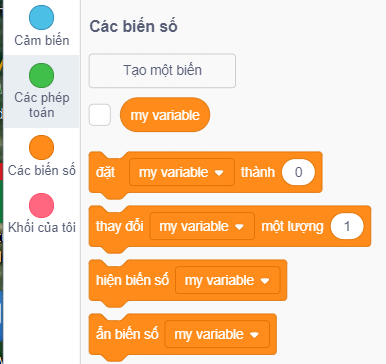 Cảm biến
Các phép
toán
Các biến số
Khối của tôi
Các biến số
Tạo một biến
my variable
đặt my variable thành 0
thay đổi my variable một lượng 1
hiện biến số my variable
ẩn biến số my variable